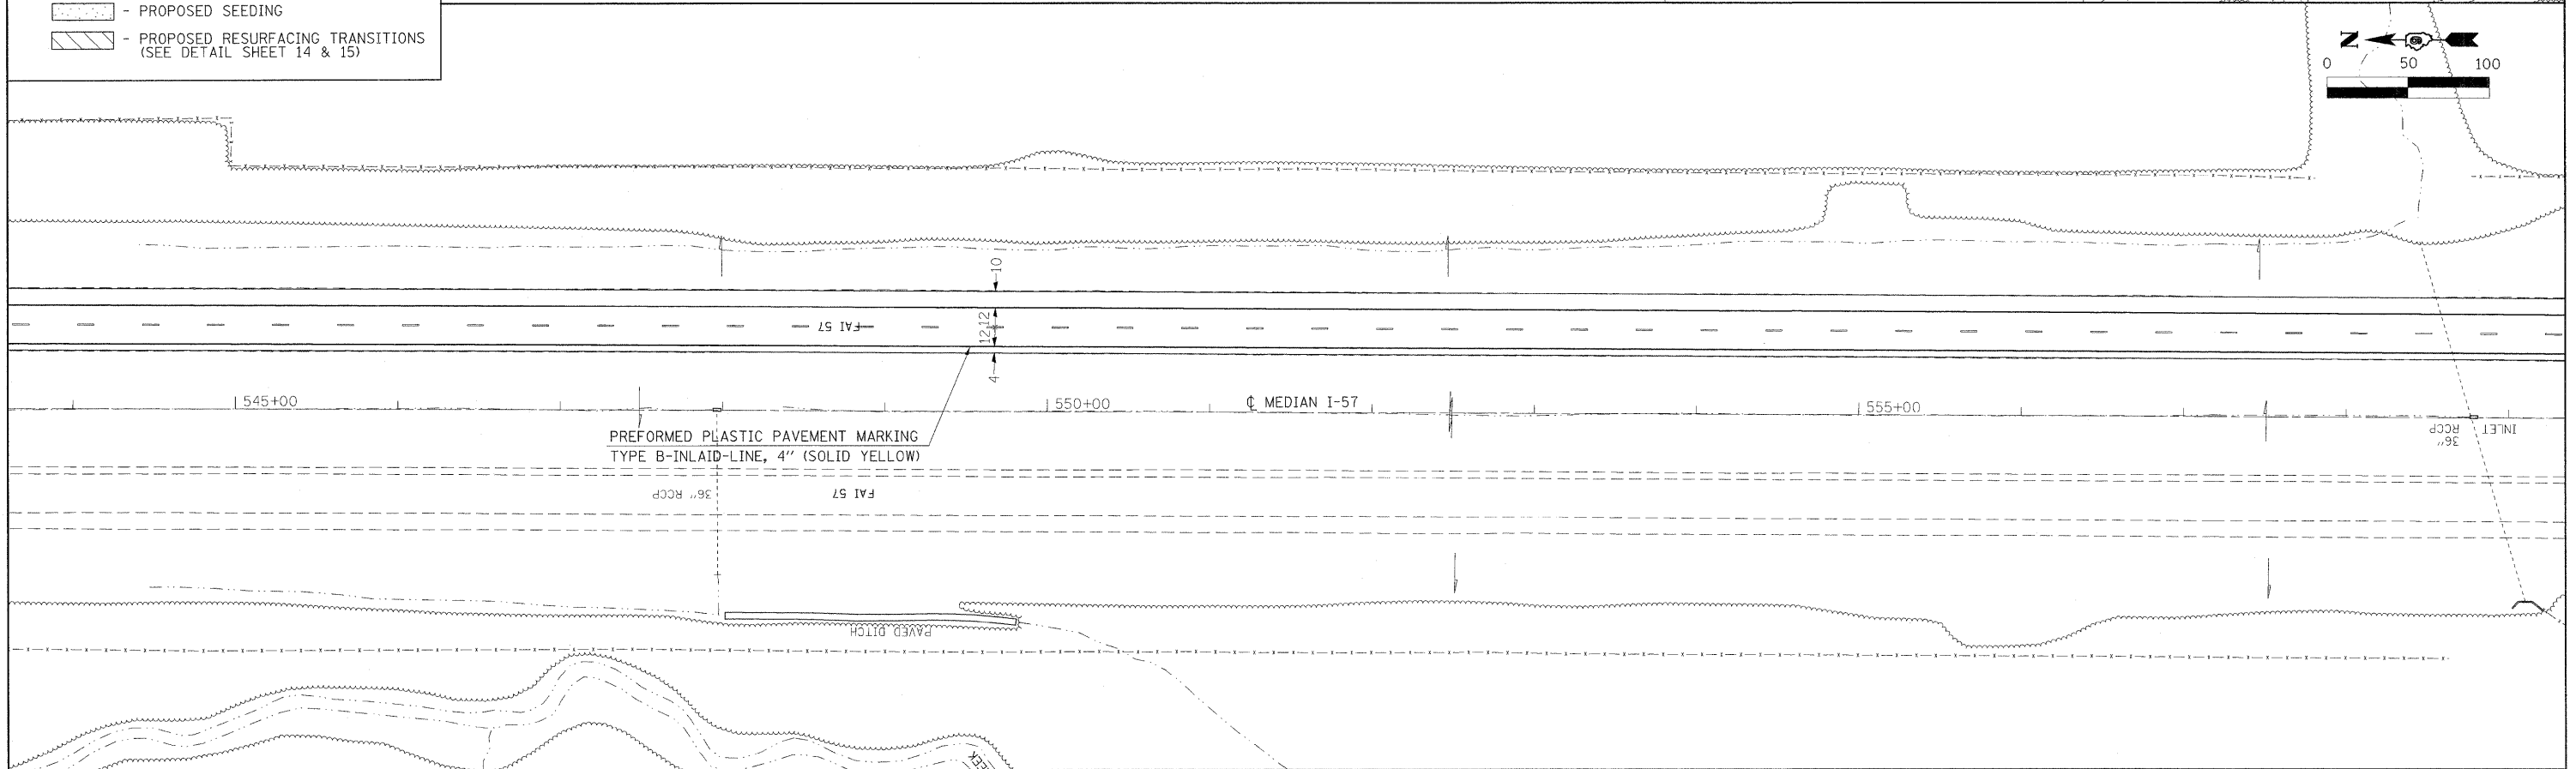 - PROPOSED SEEDING
- PROPOSED RESURFACING TRANSITIONS
(SEE DETAIL SHEET 14 & 15)
N
0 50 100
10
FAI 57
12 12
4
545+00
550+00
℄ MEDIAN I-57
555+00
PREFORMED PLASTIC PAVEMENT MARKING
TYPE B-INLAID-LINE, 4" (SOLID YELLOW)
INLET
36"
RCCP
36" RCCP
FAI 57
PAVED DITCH